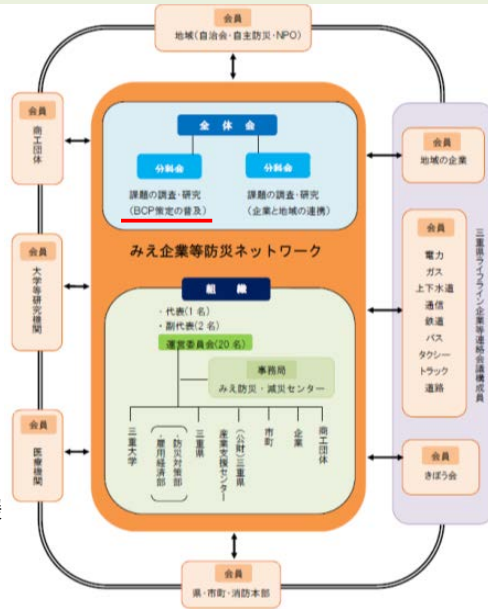 会員
地域(自治会・自主防災・NPO)
会員
商工団体
会員
大学等研究機関
会員
医療機関
全体会
分科会
課題の調査・研究
(BCP策定の普及)
分科会
課題の調査・研究
(企業と地域の連携)
みえ企業等防災ネットワーク
組織
・代表(1名)
・副代表(2名)
運営委員会(20名)
事務局
みえ防災・減災センター
三重大学
・防災対策部
・雇用経済部
三重県
(公財)三重県
産業支援センター
市町
企業
商工団体
会員
地域の企業
会員
電力
ガス
上下水道
通信
鉄道
バス
タクシー
トラック
道路
会員
きぼう会
三重県ライフライン企業等連絡会議構成員
会員
県・市町・消防本部